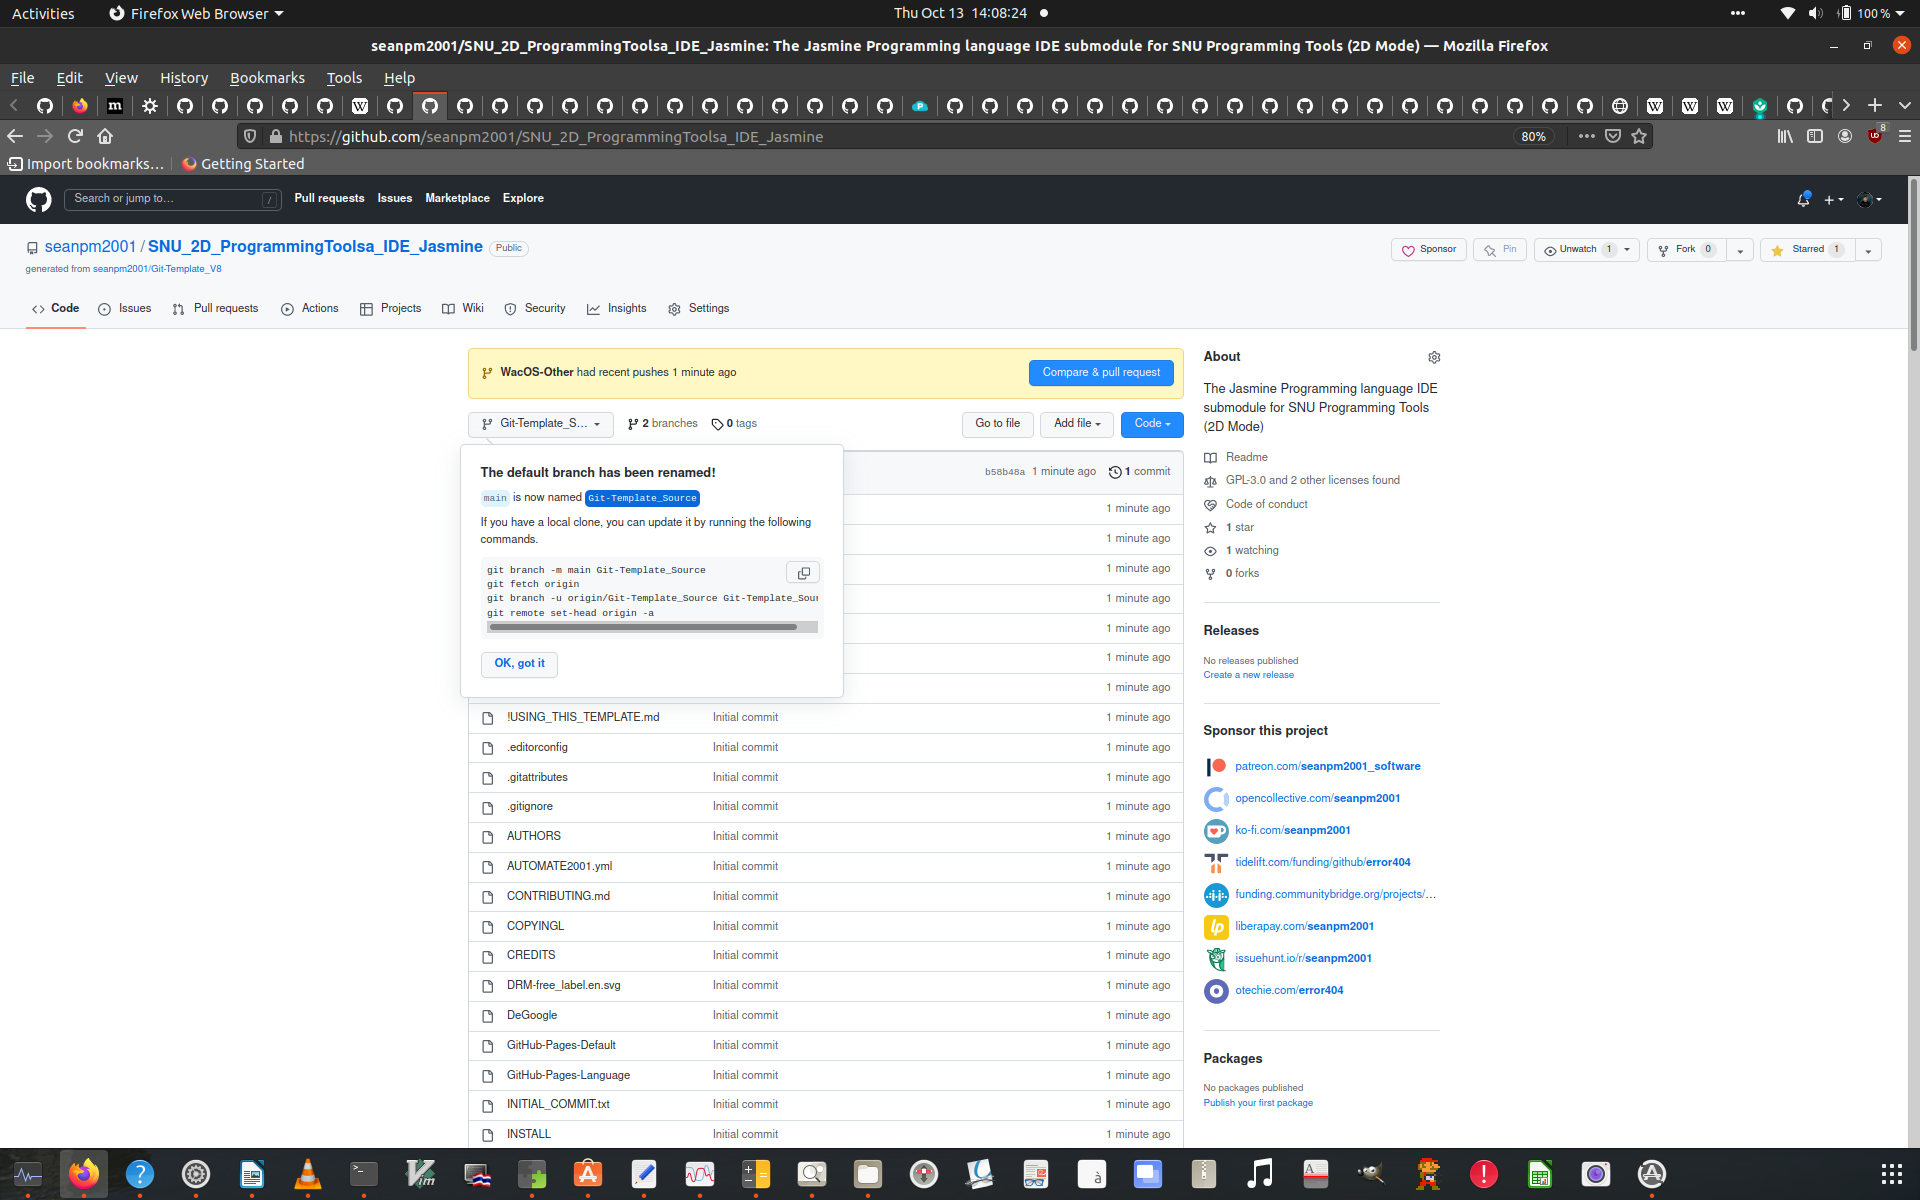 Activities
Firefox Web Browser
Thu Oct 13 14:08:24
100 %
seanpm2001/SNU_2D_ProgrammingToolsa_IDE_Jasmine: The Jasmine Programming language IDE submodule for SNU Programming Tools (2D Mode) — Mozilla Firefox
File Edit View History Bookmarks Tools Help
https://github.com/seanpm2001/SNU_2D_ProgrammingToolsa_IDE_Jasmine
80%
8
Import bookmarks…
Getting Started
Search or jump to…
/
Pull requests Issues Marketplace Explore
seanpm2001 / SNU_2D_ProgrammingToolsa_IDE_Jasmine
Public
generated from seanpm2001/Git-Template_V8
Sponsor
Pin
Unwatch 1
Fork 0
Starred 1
Code
Issues
Pull requests
Actions
Projects
Wiki
Security
Insights
Settings
WacOS-Other had recent pushes 1 minute ago
Compare & pull request
Git-Template_S…
2 branches
0 tags
Go to file
Add file
Code
The default branch has been renamed!
main is now named Git-Template_Source
If you have a local clone, you can update it by running the following
commands.
git branch -m main Git-Template_Source
git fetch origin
git branch -u origin/Git-Template_Source Git-Template_Sour
git remote set-head origin -a
OK, got it
b58b48a 1 minute ago
1 commit
1 minute ago
1 minute ago
1 minute ago
1 minute ago
1 minute ago
1 minute ago
1 minute ago
!USING_THIS_TEMPLATE.md Initial commit 1 minute ago
.editorconfig Initial commit 1 minute ago
.gitattributes Initial commit 1 minute ago
.gitignore Initial commit 1 minute ago
AUTHORS Initial commit 1 minute ago
AUTOMATE2001.yml Initial commit 1 minute ago
CONTRIBUTING.md Initial commit 1 minute ago
COPYINGL Initial commit 1 minute ago
CREDITS Initial commit 1 minute ago
DRM-free_label.en.svg Initial commit 1 minute ago
DeGoogle Initial commit 1 minute ago
GitHub-Pages-Default Initial commit 1 minute ago
GitHub-Pages-Language Initial commit 1 minute ago
INITIAL_COMMIT.txt Initial commit 1 minute ago
INSTALL Initial commit 1 minute ago
About
The Jasmine Programming language IDE
submodule for SNU Programming Tools
(2D Mode)
Readme
GPL-3.0 and 2 other licenses found
Code of conduct
1 star
1 watching
0 forks
Releases
No releases published
Create a new release
Sponsor this project
patreon.com/seanpm2001_software
opencollective.com/seanpm2001
ko-fi.com/seanpm2001
tidelift.com/funding/github/error404
funding.communitybridge.org/projects/…
liberapay.com/seanpm2001
issuehunt.io/r/seanpm2001
otechie.com/error404
Packages
No packages published
Publish your first package